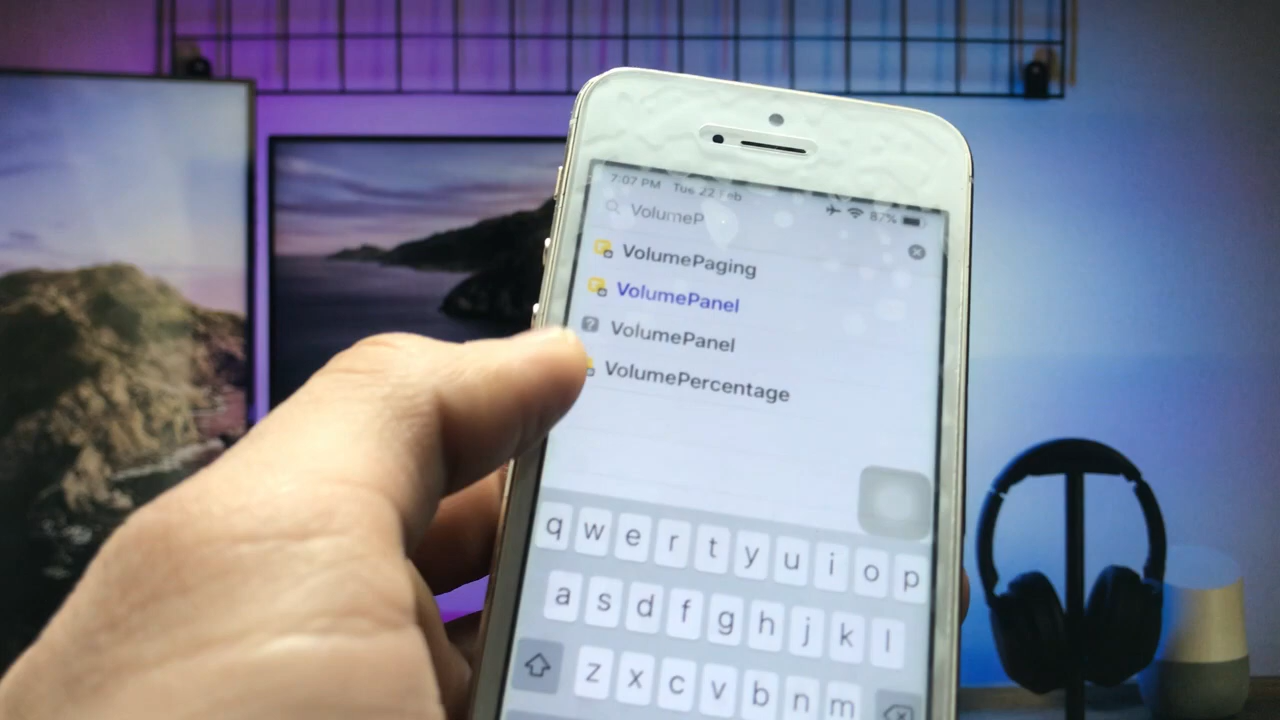 7:07 PM Tue 22 Feb
87%
VolumeP
VolumePaging
VolumePanel
VolumePanel
VolumePercentage
q w e r t y u i o p
a s d f g h j k l
z x c v b n m